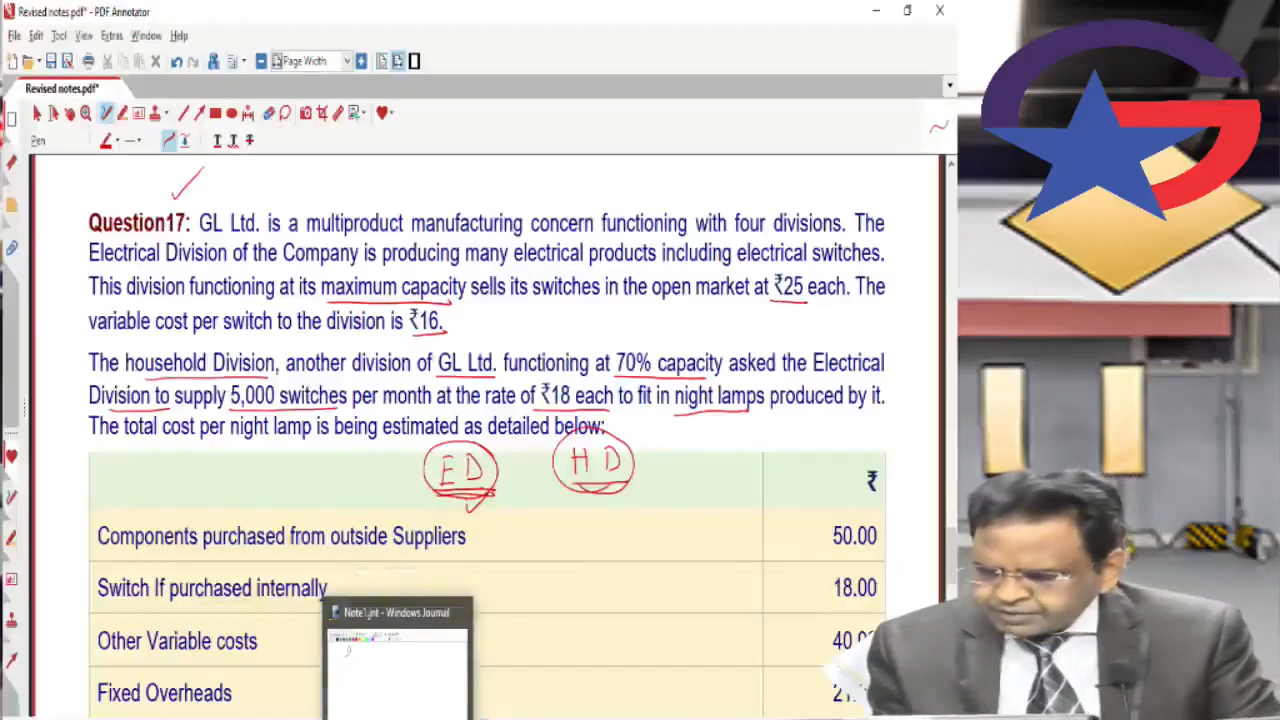 Revised notes.pdf* - PDF Annotator
File Edit Tool View Extras Window Help
Page Width
Revised notes.pdf*
Pen
Question17: GL Ltd. is a multiproduct manufacturing concern functioning with four divisions. The
Electrical Division of the Company is producing many electrical products including electrical switches.
This division functioning at its maximum capacity sells its switches in the open market at ₹25 each. The
variable cost per switch to the division is ₹16.
The household Division, another division of GL Ltd. functioning at 70% capacity asked the Electrical
Division to supply 5,000 switches per month at the rate of ₹18 each to fit in night lamps produced by it.
The total cost per night lamp is being estimated as detailed below:
ED HD
₹
Components purchased from outside Suppliers 50.00
Switch If purchased internally 18.00
Note1.jnt - Windows Journal
Other Variable costs
Fixed Overheads